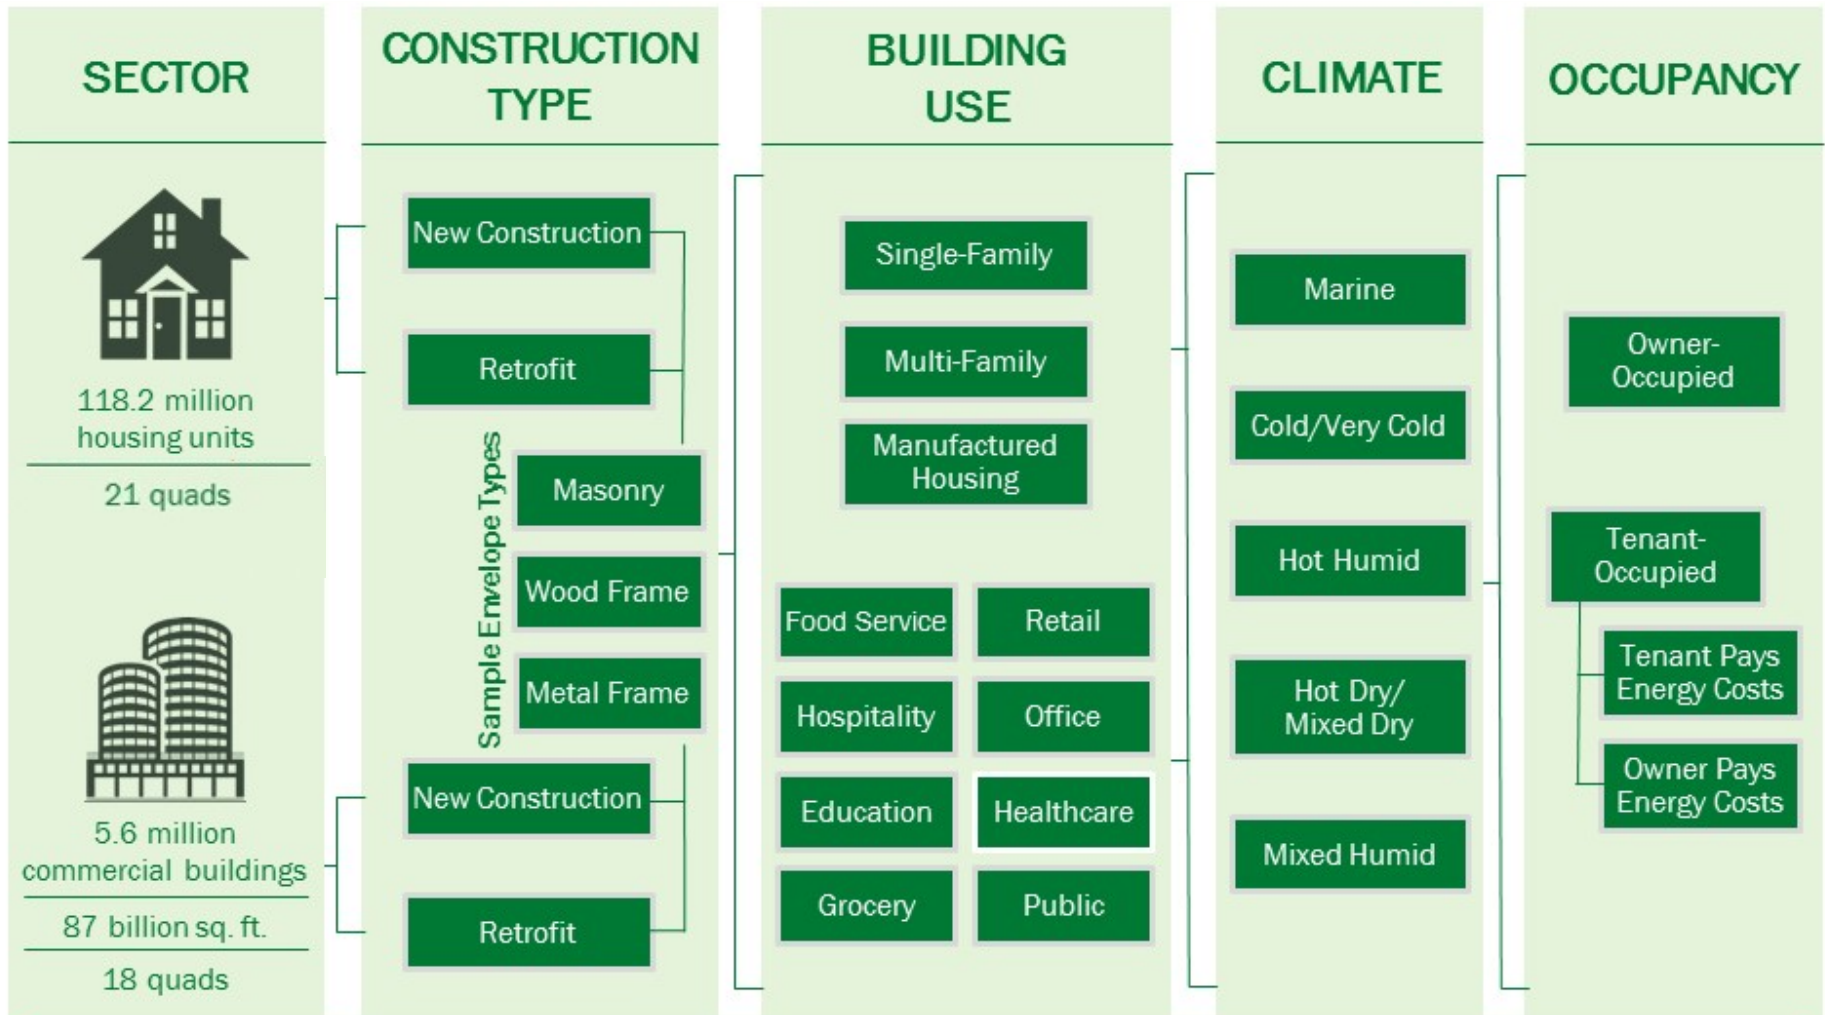 SECTOR
118.2 million
housing units
21 quads
5.6 million
commercial buildings
87 billion sq. ft.
18 quads
CONSTRUCTION
TYPE
New Construction
Retrofit
Sample Envelope Types
Masonry
Wood Frame
Metal Frame
New Construction
Retrofit
BUILDING
USE
Single-Family
Multi-Family
Manufactured
Housing
Food Service
Retail
Hospitality
Office
Education
Healthcare
Grocery
Public
CLIMATE
Marine
Cold/Very Cold
Hot Humid
Hot Dry/
Mixed Dry
Mixed Humid
OCCUPANCY
Owner-
Occupied
Tenant-
Occupied
Tenant Pays
Energy Costs
Owner Pays
Energy Costs